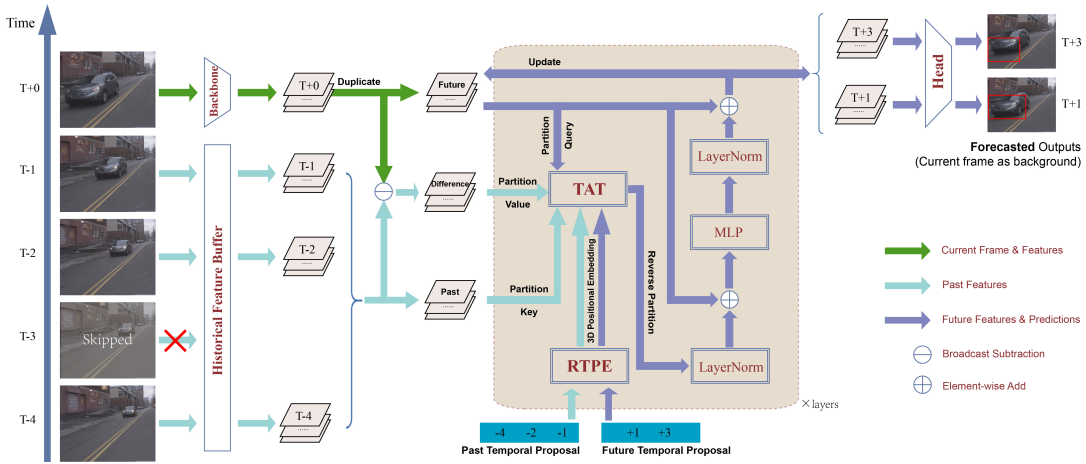 Time
T+0
T-1
T-2
T-3
T-4
Skipped
Backbone
Historical Feature Buffer
T+0
......
Duplicate
T-1
......
T-2
......
T-4
......
Future
......
Difference
......
Past
......
Update
Partition
Query
Partition
Value
Partition
Key
TAT
3D Positional Embedding
RTPE
Reverse Partition
LayerNorm
MLP
LayerNorm
×layers
-4 -2 -1
Past Temporal Proposal
+1 +3
Future Temporal Proposal
T+3
......
T+1
......
Head
T+3
T+1
Forecasted Outputs
(Current frame as background)
Current Frame & Features
Past Features
Future Features & Predictions
Broadcast Subtraction
Element-wise Add